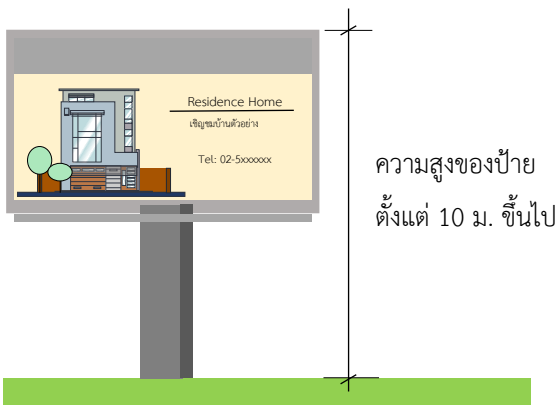 Residence Home
เชิญชมบ้านตัวอย่าง
Tel: 02-5xxxxxx
ความสูงของป้าย
ตั้งแต่ 10 ม. ขึ้นไป